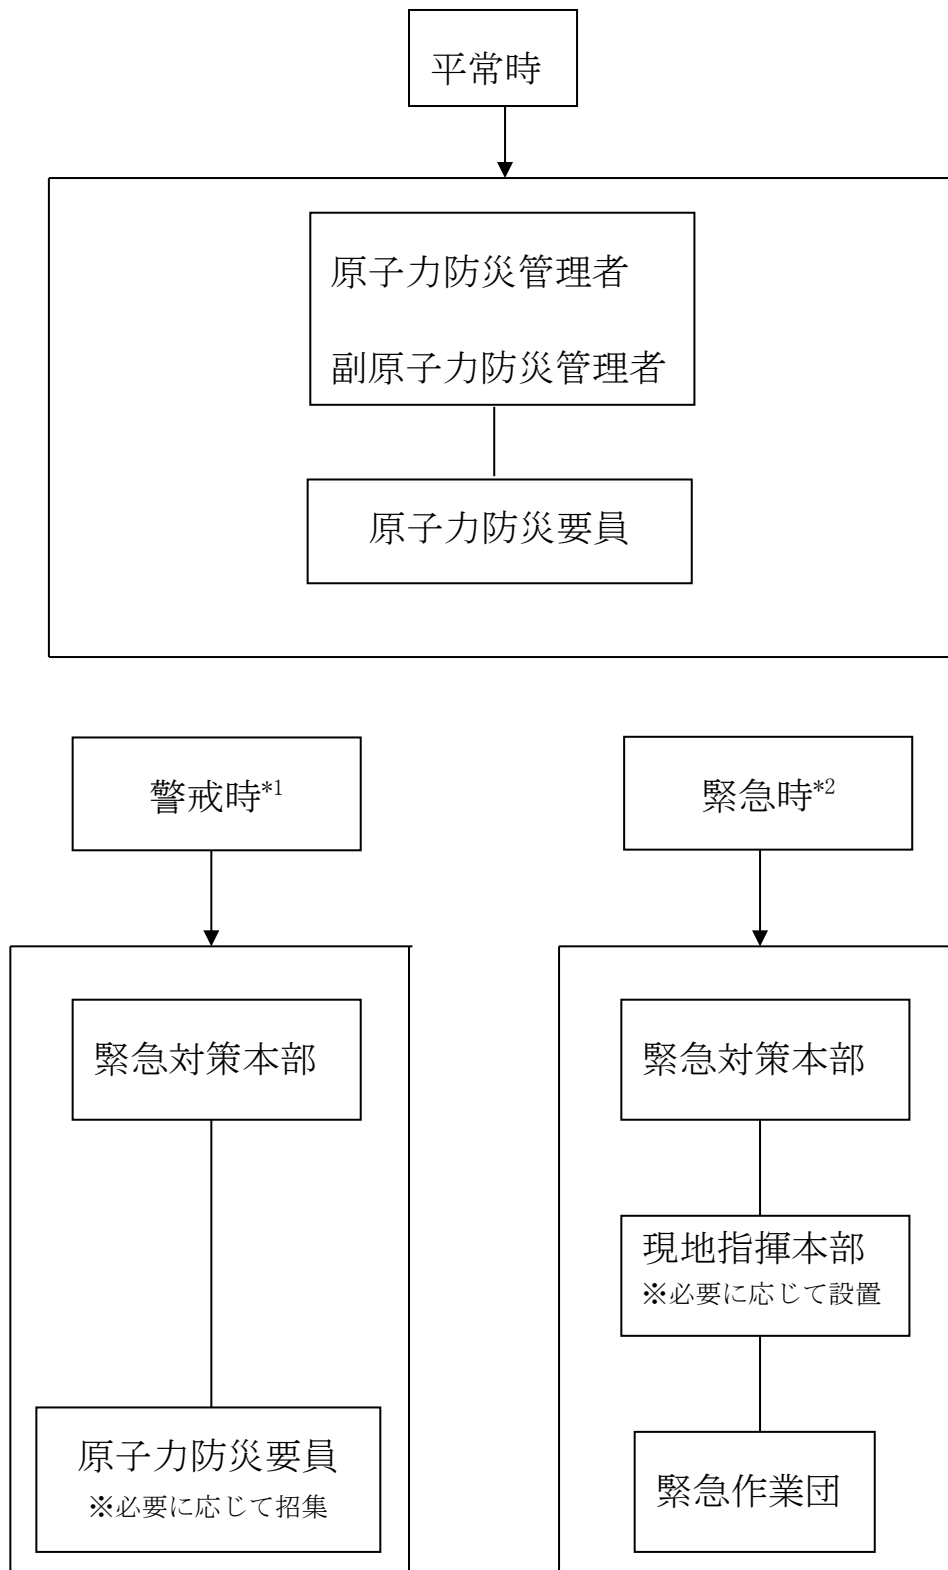 平常時
原子力防災管理者
副原子力防災管理者
原子力防災要員
警戒時*1
緊急対策本部
原子力防災要員
※必要に応じて招集
緊急時*2
緊急対策本部
現地指揮本部
※必要に応じて設置
緊急作業団